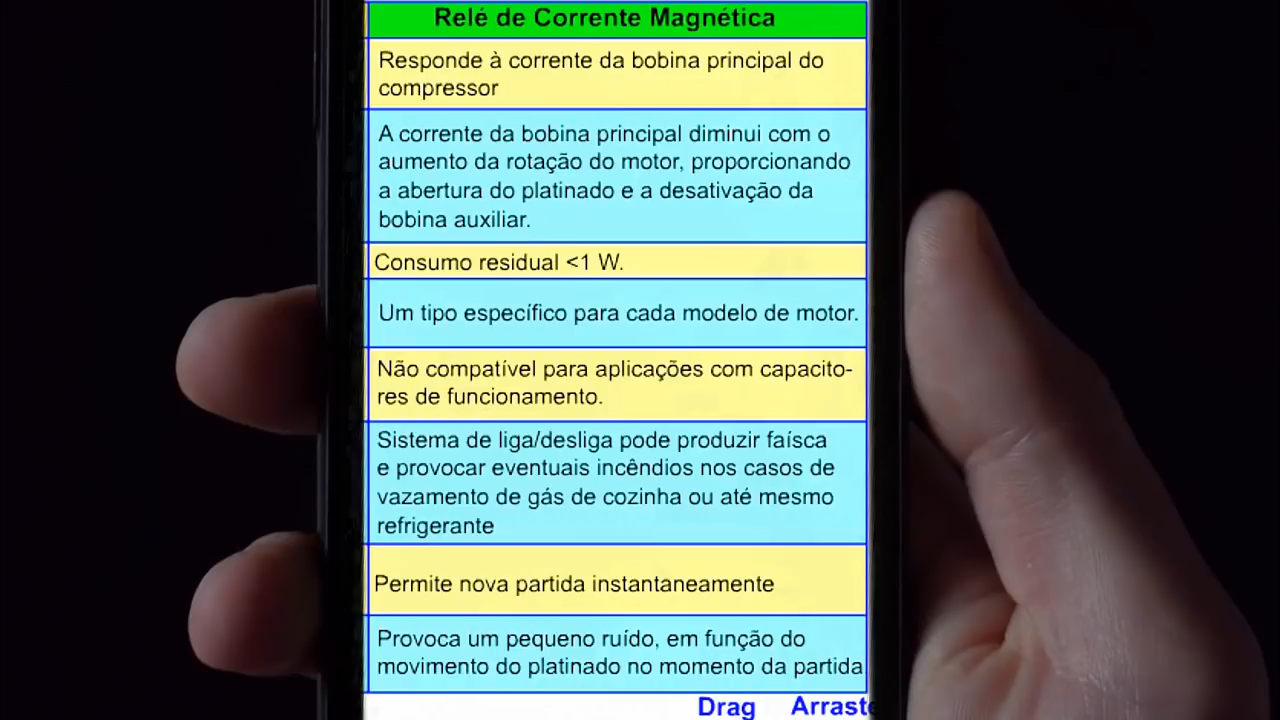 Relé de Corrente Magnética
Responde à corrente da bobina principal do
compressor
A corrente da bobina principal diminui com o
aumento da rotação do motor, proporcionando
a abertura do platinado e a desativação da
bobina auxiliar.
Consumo residual <1 W.
Um tipo específico para cada modelo de motor.
Não compatível para aplicações com capacito-
res de funcionamento.
Sistema de liga/desliga pode produzir faísca
e provocar eventuais incêndios nos casos de
vazamento de gás de cozinha ou até mesmo
refrigerante
Permite nova partida instantaneamente
Provoca um pequeno ruído, em função do
movimento do platinado no momento da partida
Drag Arraste